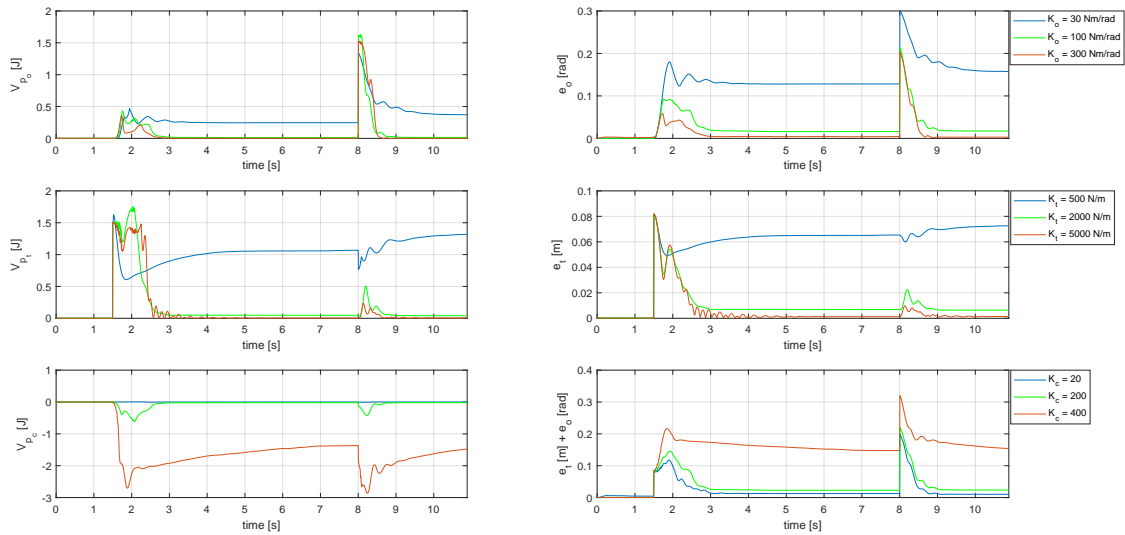 V_{p_o} [J]
2
1.5
1
0.5
0
0 1 2 3 4 5 6 7 8 9 10
time [s]
e_o [rad]
0.3
0.2
0.1
0
0 1 2 3 4 5 6 7 8 9 10
time [s]
K_o = 30 Nm/rad
K_o = 100 Nm/rad
K_o = 300 Nm/rad
V_{p_t} [J]
2
1.5
1
0.5
0
0 1 2 3 4 5 6 7 8 9 10
time [s]
e_t [m]
0.1
0.08
0.06
0.04
0.02
0
0 1 2 3 4 5 6 7 8 9 10
time [s]
K_t = 500 N/m
K_t = 2000 N/m
K_t = 5000 N/m
V_{p_c} [J]
1
0
-1
-2
-3
0 1 2 3 4 5 6 7 8 9 10
time [s]
e_t [m] + e_o [rad]
0.4
0.3
0.2
0.1
0
0 1 2 3 4 5 6 7 8 9 10
time [s]
K_c = 20
K_c = 200
K_c = 400